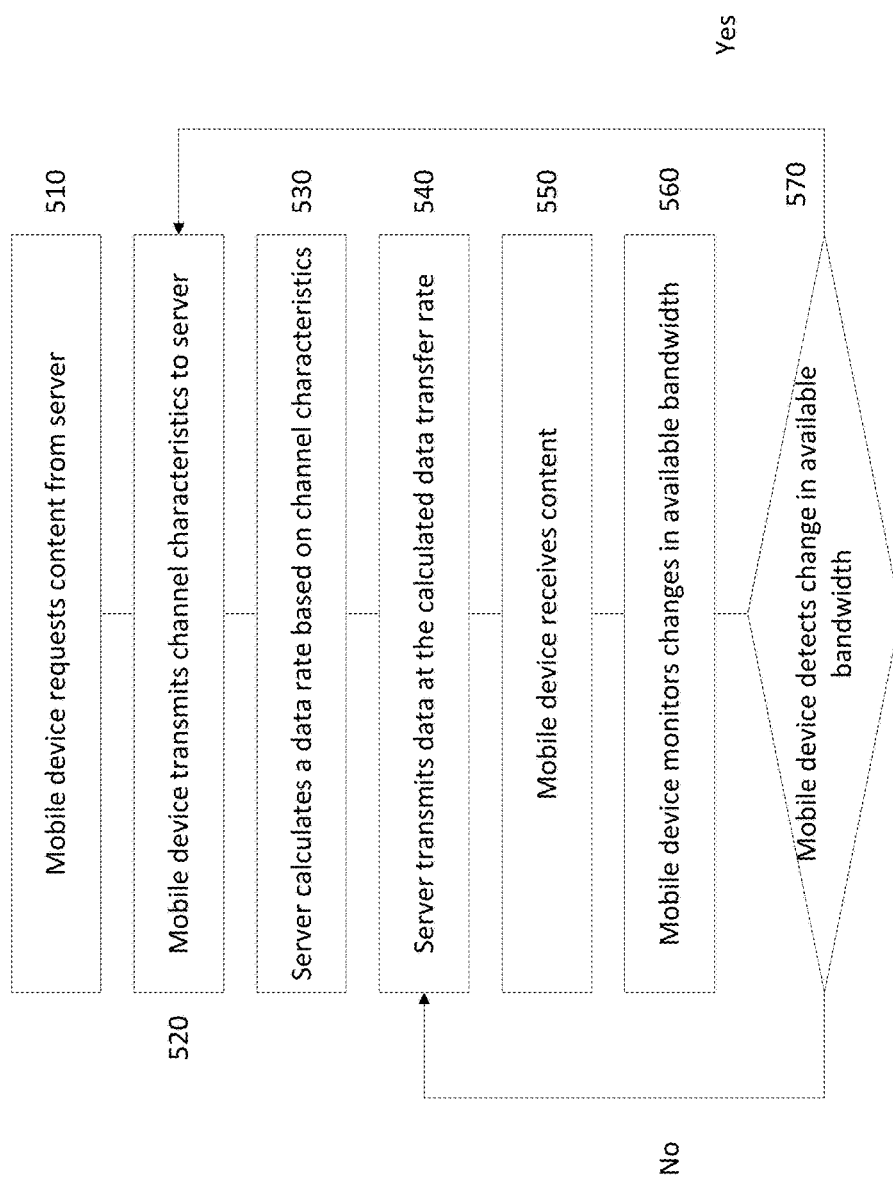 Mobile device requests content from server
510
Mobile device transmits channel characteristics to server
520
Server calculates a data rate based on channel characteristics
530
Server transmits data at the calculated data transfer rate
540
Mobile device receives content
550
Mobile device monitors changes in available bandwidth
560
Mobile device detects change in available
bandwidth
570
Yes
No